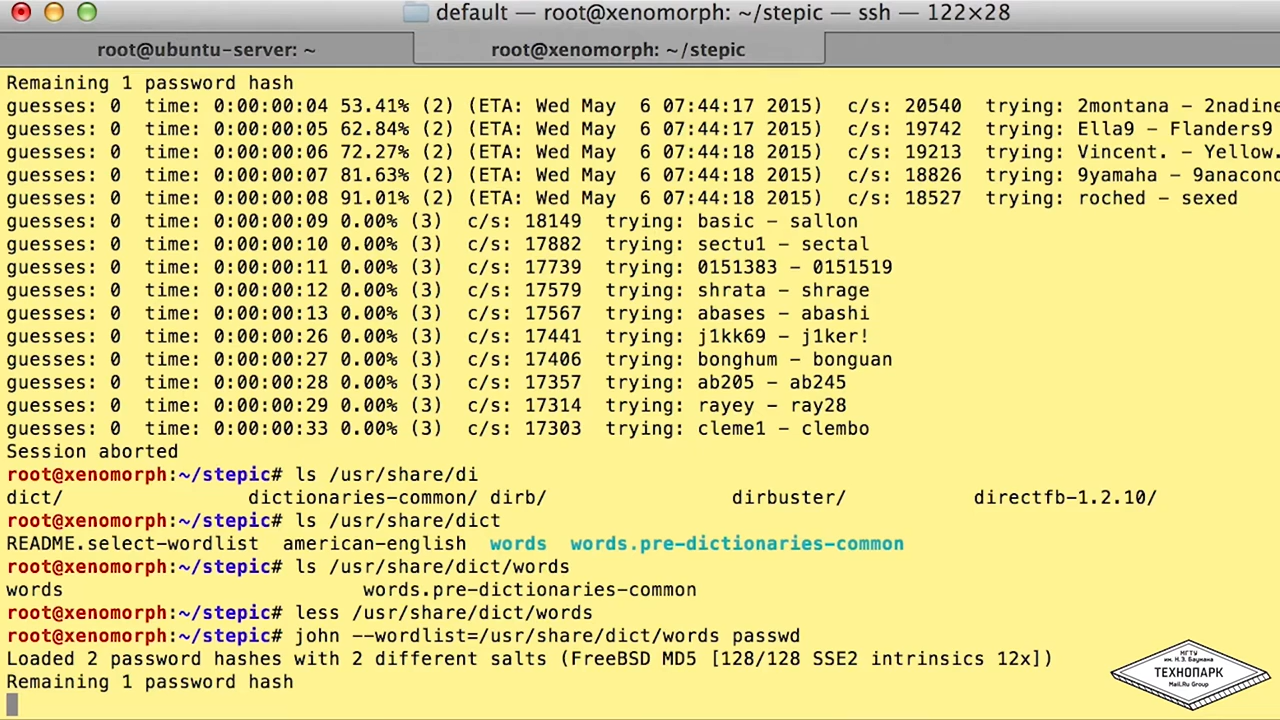 default — root@xenomorph: ~/stepic — ssh — 122×28
root@ubuntu-server: ~
root@xenomorph: ~/stepic
Remaining 1 password hash
guesses: 0  time: 0:00:00:04 53.41% (2) (ETA: Wed May  6 07:44:17 2015)  c/s: 20540  trying: 2montana - 2nadine
guesses: 0  time: 0:00:00:05 62.84% (2) (ETA: Wed May  6 07:44:17 2015)  c/s: 19742  trying: Ella9 - Flanders9
guesses: 0  time: 0:00:00:06 72.27% (2) (ETA: Wed May  6 07:44:18 2015)  c/s: 19213  trying: Vincent. - Yellow.
guesses: 0  time: 0:00:00:07 81.63% (2) (ETA: Wed May  6 07:44:18 2015)  c/s: 18826  trying: 9yamaha - 9anacond
guesses: 0  time: 0:00:00:08 91.01% (2) (ETA: Wed May  6 07:44:18 2015)  c/s: 18527  trying: roched - sexed
guesses: 0  time: 0:00:00:09 0.00% (3)  c/s: 18149  trying: basic - sallon
guesses: 0  time: 0:00:00:10 0.00% (3)  c/s: 17882  trying: sectu1 - sectal
guesses: 0  time: 0:00:00:11 0.00% (3)  c/s: 17739  trying: 0151383 - 0151519
guesses: 0  time: 0:00:00:12 0.00% (3)  c/s: 17579  trying: shrata - shrage
guesses: 0  time: 0:00:00:13 0.00% (3)  c/s: 17567  trying: abases - abashi
guesses: 0  time: 0:00:00:26 0.00% (3)  c/s: 17441  trying: j1kk69 - j1ker!
guesses: 0  time: 0:00:00:27 0.00% (3)  c/s: 17406  trying: bonghum - bonguan
guesses: 0  time: 0:00:00:28 0.00% (3)  c/s: 17357  trying: ab205 - ab245
guesses: 0  time: 0:00:00:29 0.00% (3)  c/s: 17314  trying: rayey - ray28
guesses: 0  time: 0:00:00:33 0.00% (3)  c/s: 17303  trying: cleme1 - clembo
Session aborted
root@xenomorph:~/stepic# ls /usr/share/di
dict/ dictionaries-common/ dirb/ dirbuster/ directfb-1.2.10/
root@xenomorph:~/stepic# ls /usr/share/dict
README.select-wordlist  american-english  words  words.pre-dictionaries-common
root@xenomorph:~/stepic# ls /usr/share/dict/words
words words.pre-dictionaries-common
root@xenomorph:~/stepic# less /usr/share/dict/words
root@xenomorph:~/stepic# john --wordlist=/usr/share/dict/words passwd
Loaded 2 password hashes with 2 different salts (FreeBSD MD5 [128/128 SSE2 intrinsics 12x])
Remaining 1 password hash
МГТУ
им. Н.Э. Баумана
ТЕХНОПАРК
Mail.Ru Group